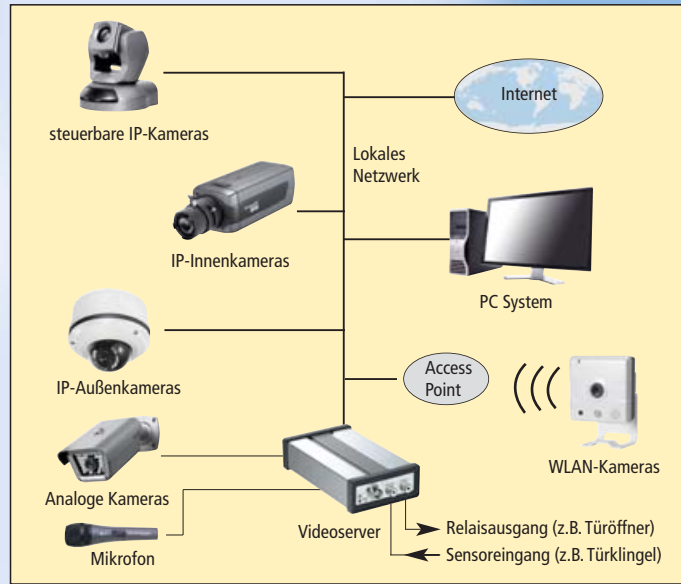 steuerbare IP-Kameras
Internet
Lokales
Netzwerk
IP-Innenkameras
PC System
IP-Außenkameras
Access
Point
WLAN-Kameras
Analoge Kameras
Videoserver
Relaisausgang (z.B. Türöffner)
Sensoreingang (z.B. Türklingel)
Mikrofon